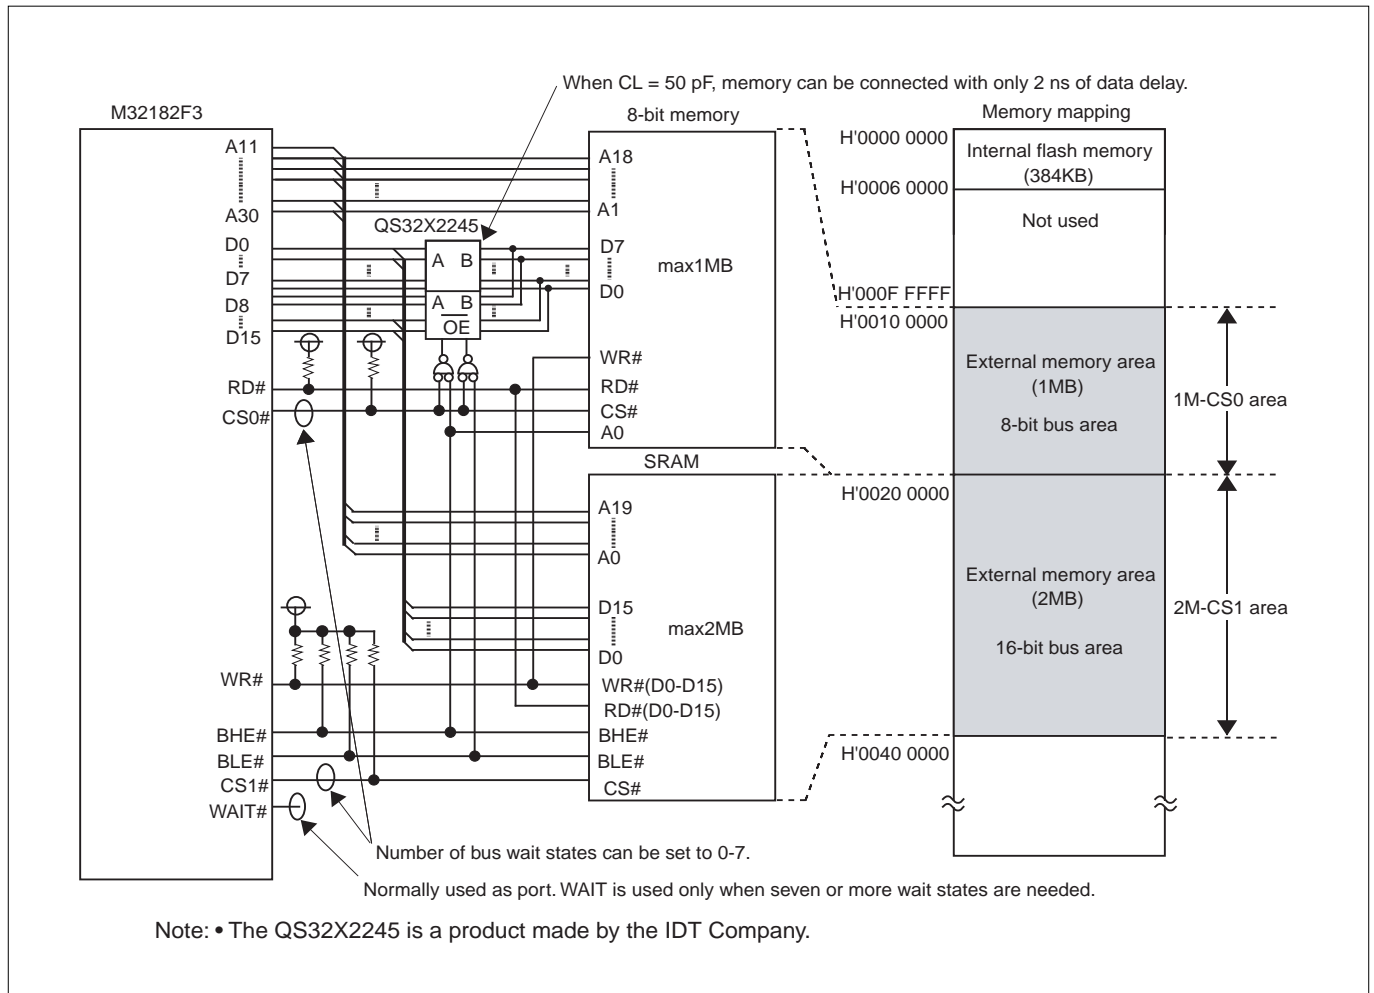 When CL = 50 pF, memory can be connected with only 2 ns of data delay.
M32182F3
8-bit memory
Memory mapping
A11
A30
D0
D7
D8
D15
RD#
CS0#
WR#
BHE#
BLE#
CS1#
WAIT#
QS32X2245
A B
A B
OE
A18
A1
D7
D0
max1MB
WR#
RD#
CS#
A0
SRAM
A19
A0
D15
D0
max2MB
WR#(D0-D15)
RD#(D0-D15)
BHE#
BLE#
CS#
H'0000 0000
Internal flash memory
(384KB)
H'0006 0000
Not used
H'000F FFFF
H'0010 0000
External memory area
(1MB)
8-bit bus area
1M-CS0 area
H'0020 0000
External memory area
(2MB)
16-bit bus area
2M-CS1 area
H'0040 0000
Number of bus wait states can be set to 0-7.
Normally used as port. WAIT is used only when seven or more wait states are needed.
Note: • The QS32X2245 is a product made by the IDT Company.